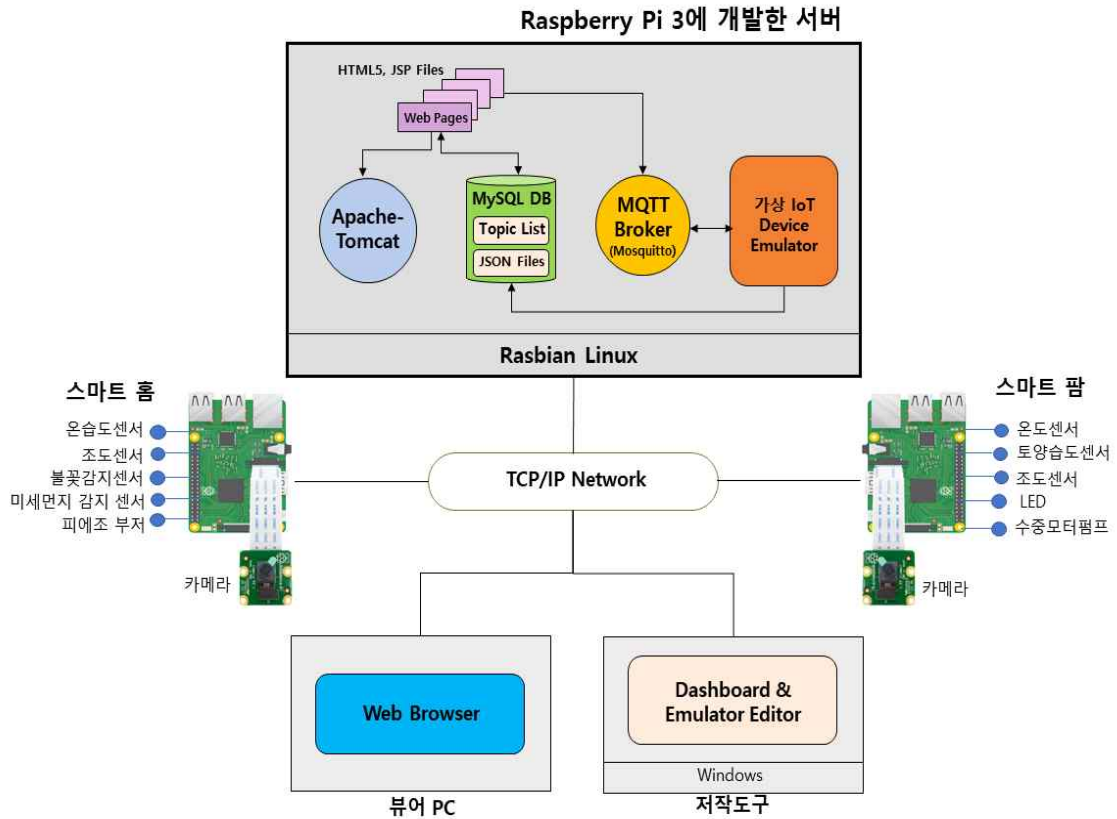 Raspberry Pi 3에 개발한 서버
HTML5, JSP Files
Web Pages
Apache-
Tomcat
MySQL DB
Topic List
JSON Files
MQTT
Broker
(Mosquitto)
가상 IoT
Device
Emulator
Rasbian Linux
스마트 홈
온습도센서
조도센서
불꽃감지센서
미세먼지 감지 센서
피에조 부저
카메라
TCP/IP Network
스마트 팜
온도센서
토양습도센서
조도센서
LED
수중모터펌프
카메라
Web Browser
뷰어 PC
Dashboard &
Emulator Editor
Windows
저작도구